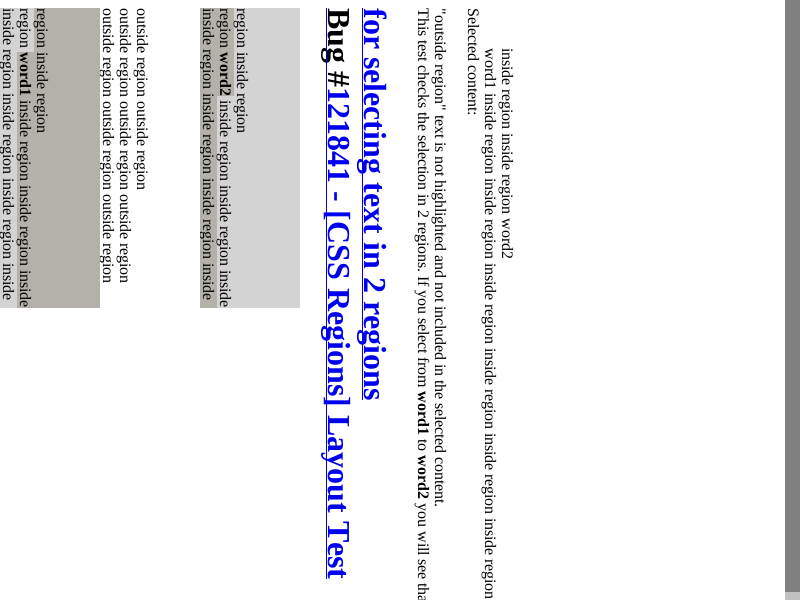 inside region inside region inside region inside
region word1 inside region inside region inside
region inside region
outside region outside region outside region
outside region outside region outside region
outside region outside region
inside region inside region inside region inside
region word2 inside region inside region inside
region inside region
Bug #121841 - [CSS Regions] Layout Test
for selecting text in 2 regions
This test checks the selection in 2 regions. If you select from word1 to word2 you will see tha
"outside region" text is not highlighted and not included in the selected content.
Selected content:
word1 inside region inside region inside region inside region inside region inside region
inside region inside region word2